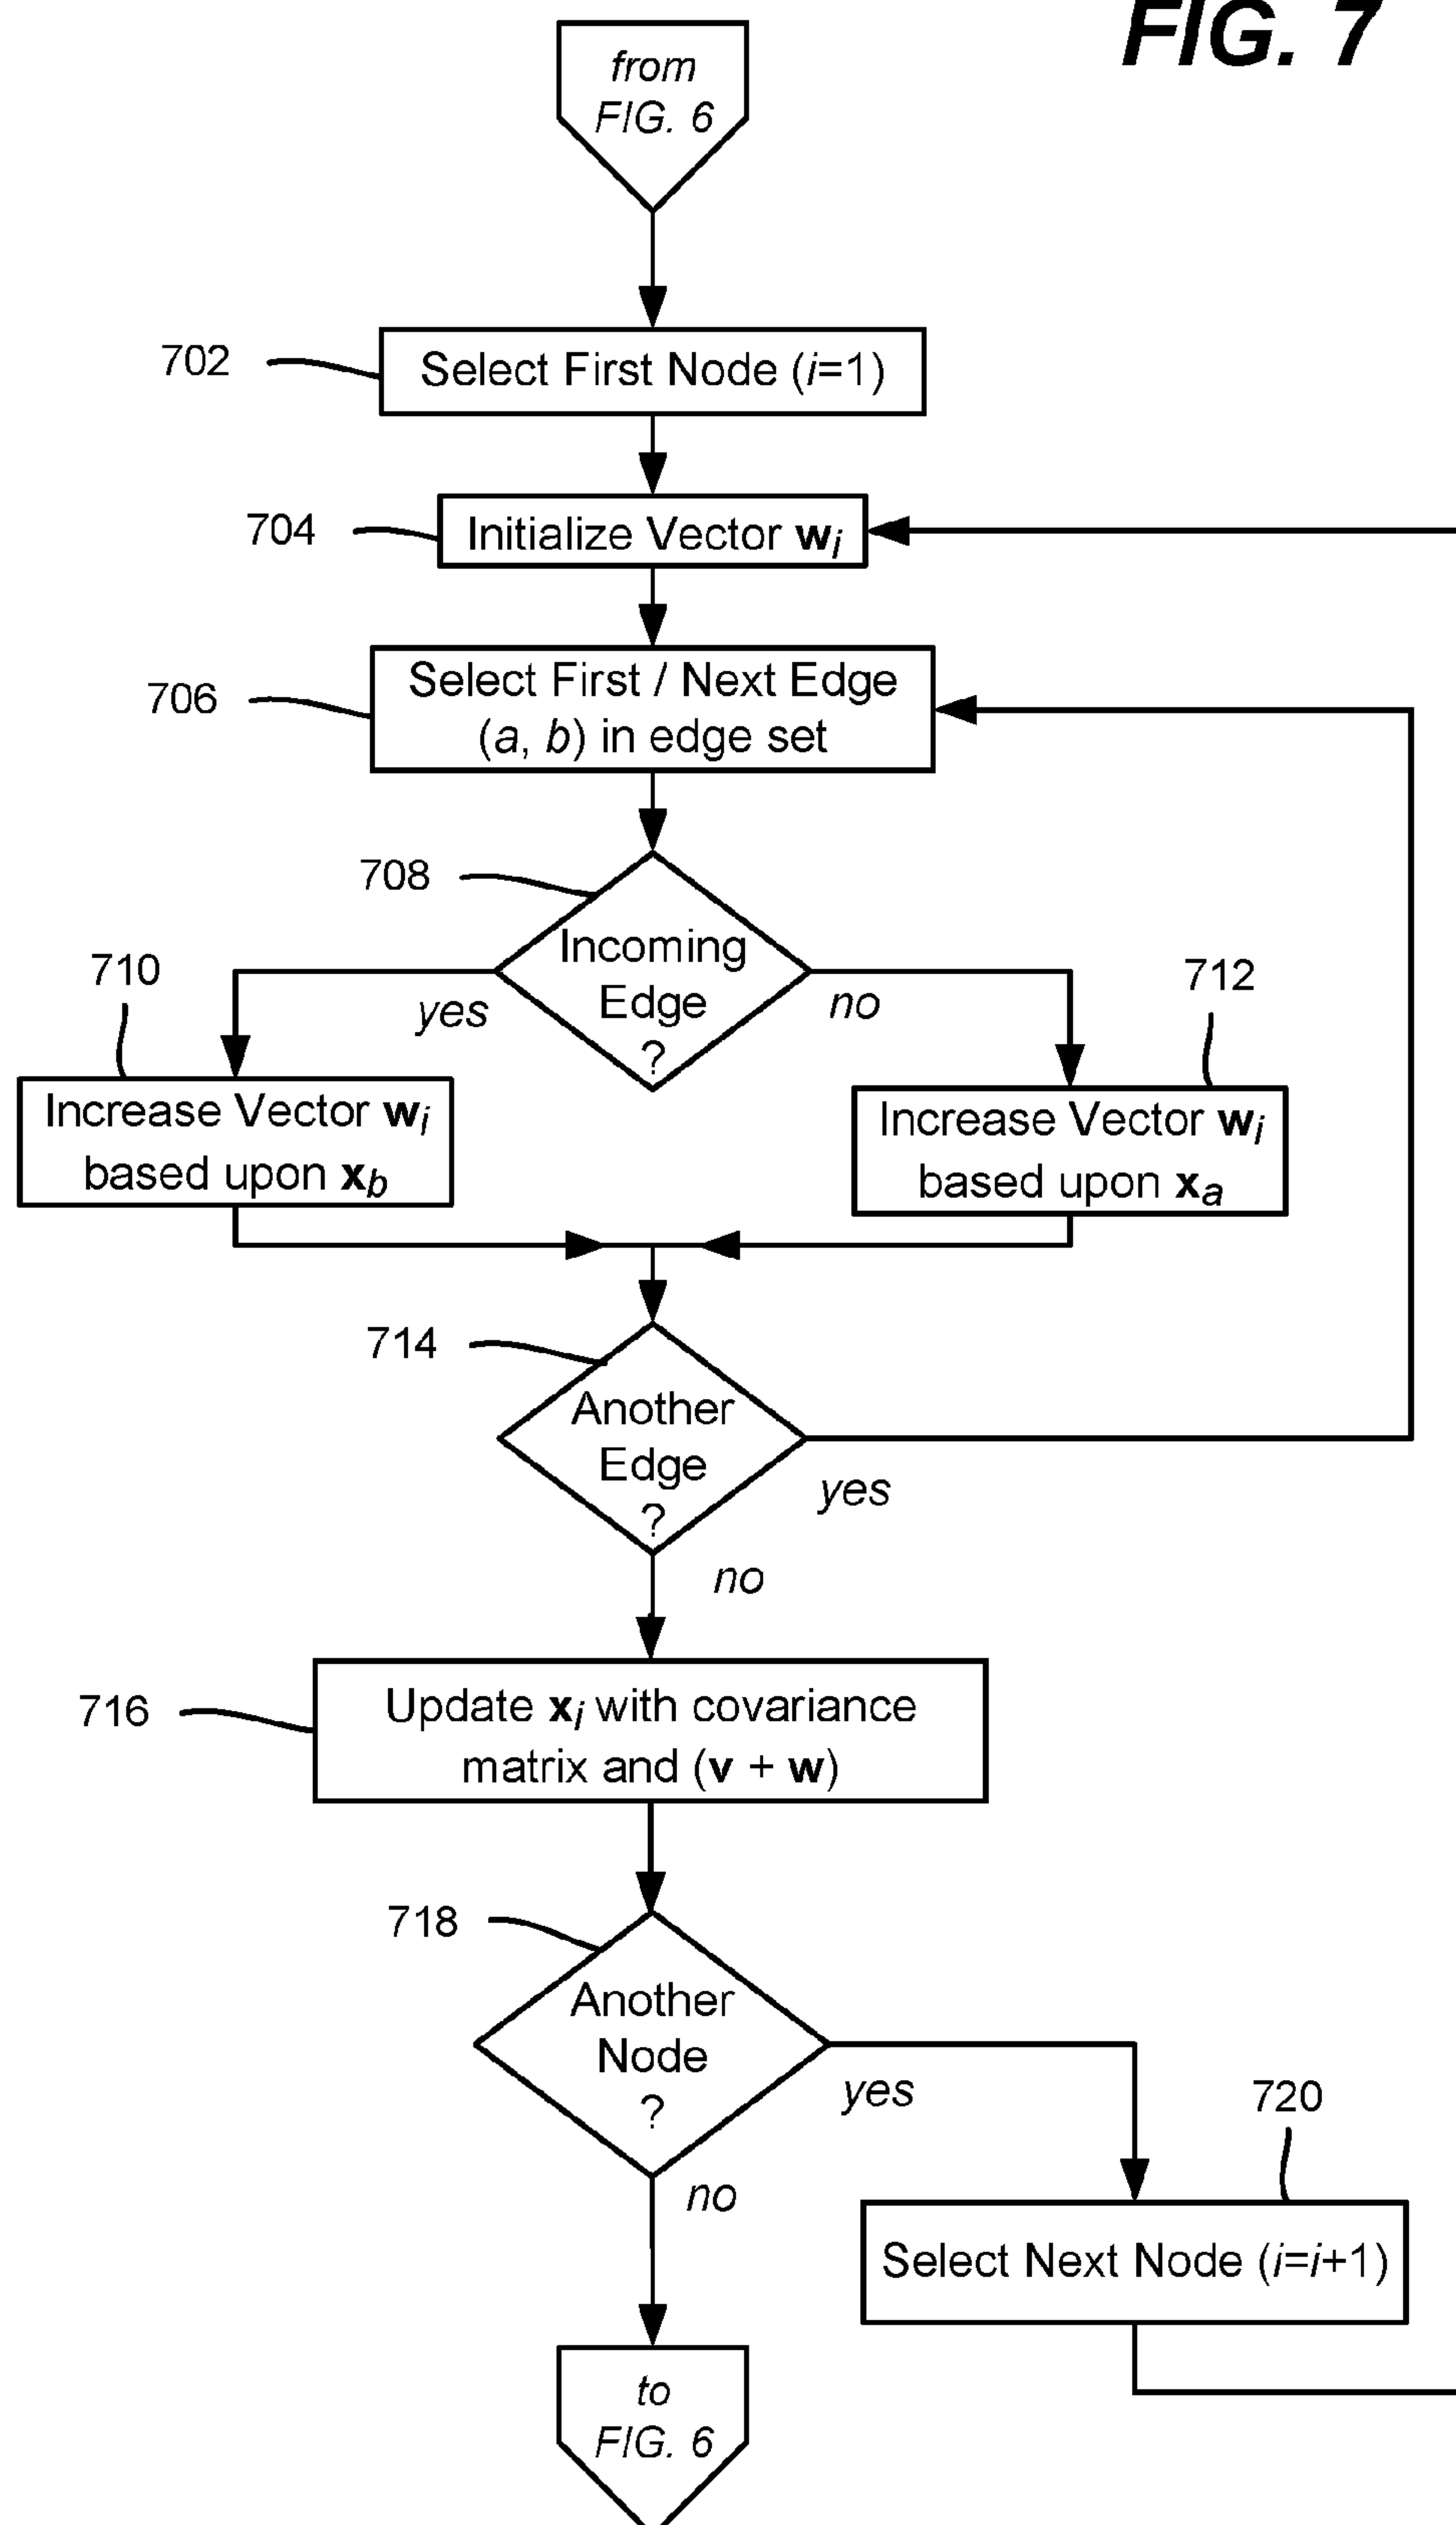 FIG. 7
from
FIG. 6
702
Select First Node (i=1)
704
Initialize Vector wi
706
Select First / Next Edge
(a, b) in edge set
708
Incoming
Edge
?
yes
no
710
Increase Vector wi
based upon xb
712
Increase Vector wi
based upon xa
714
Another
Edge
?
yes
no
716
Update xi with covariance
matrix and (v + w)
718
Another
Node
?
yes
no
720
Select Next Node (i=i+1)
to
FIG. 6